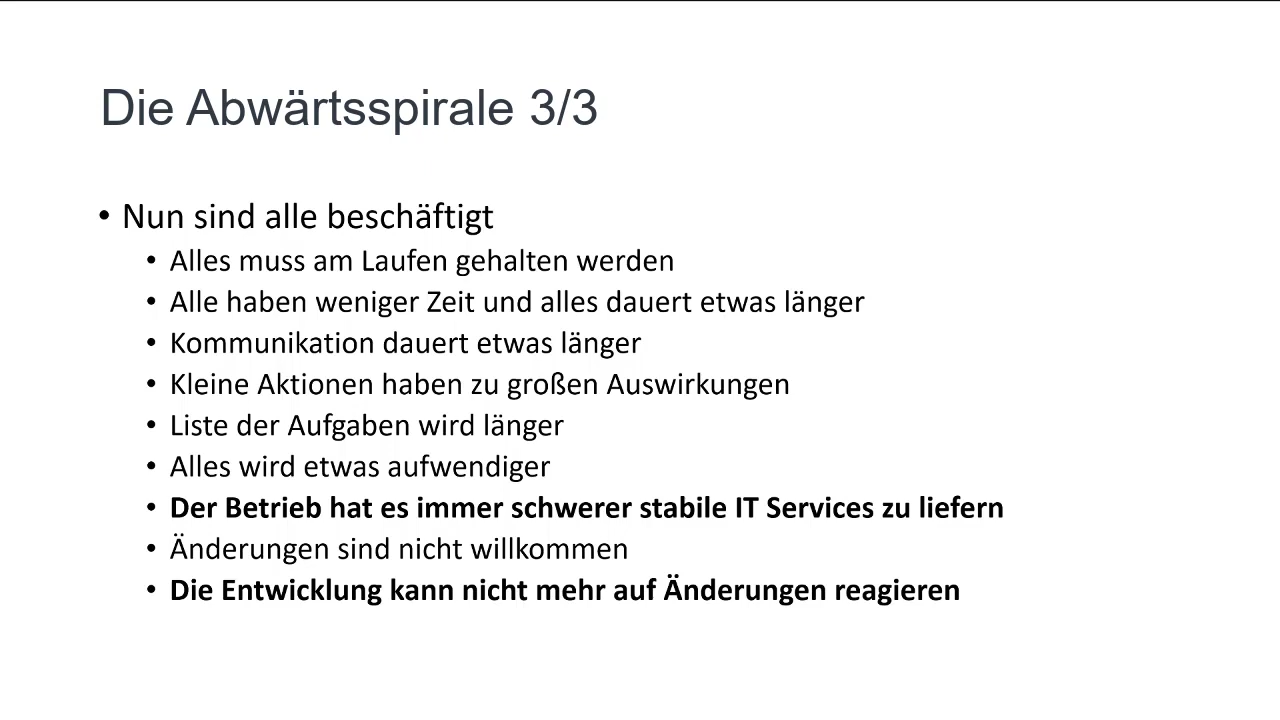 Die Abwärtsspirale 3/3
• Nun sind alle beschäftigt
• Alles muss am Laufen gehalten werden
• Alle haben weniger Zeit und alles dauert etwas länger
• Kommunikation dauert etwas länger
• Kleine Aktionen haben zu großen Auswirkungen
• Liste der Aufgaben wird länger
• Alles wird etwas aufwendiger
• Der Betrieb hat es immer schwerer stabile IT Services zu liefern
• Änderungen sind nicht willkommen
• Die Entwicklung kann nicht mehr auf Änderungen reagieren